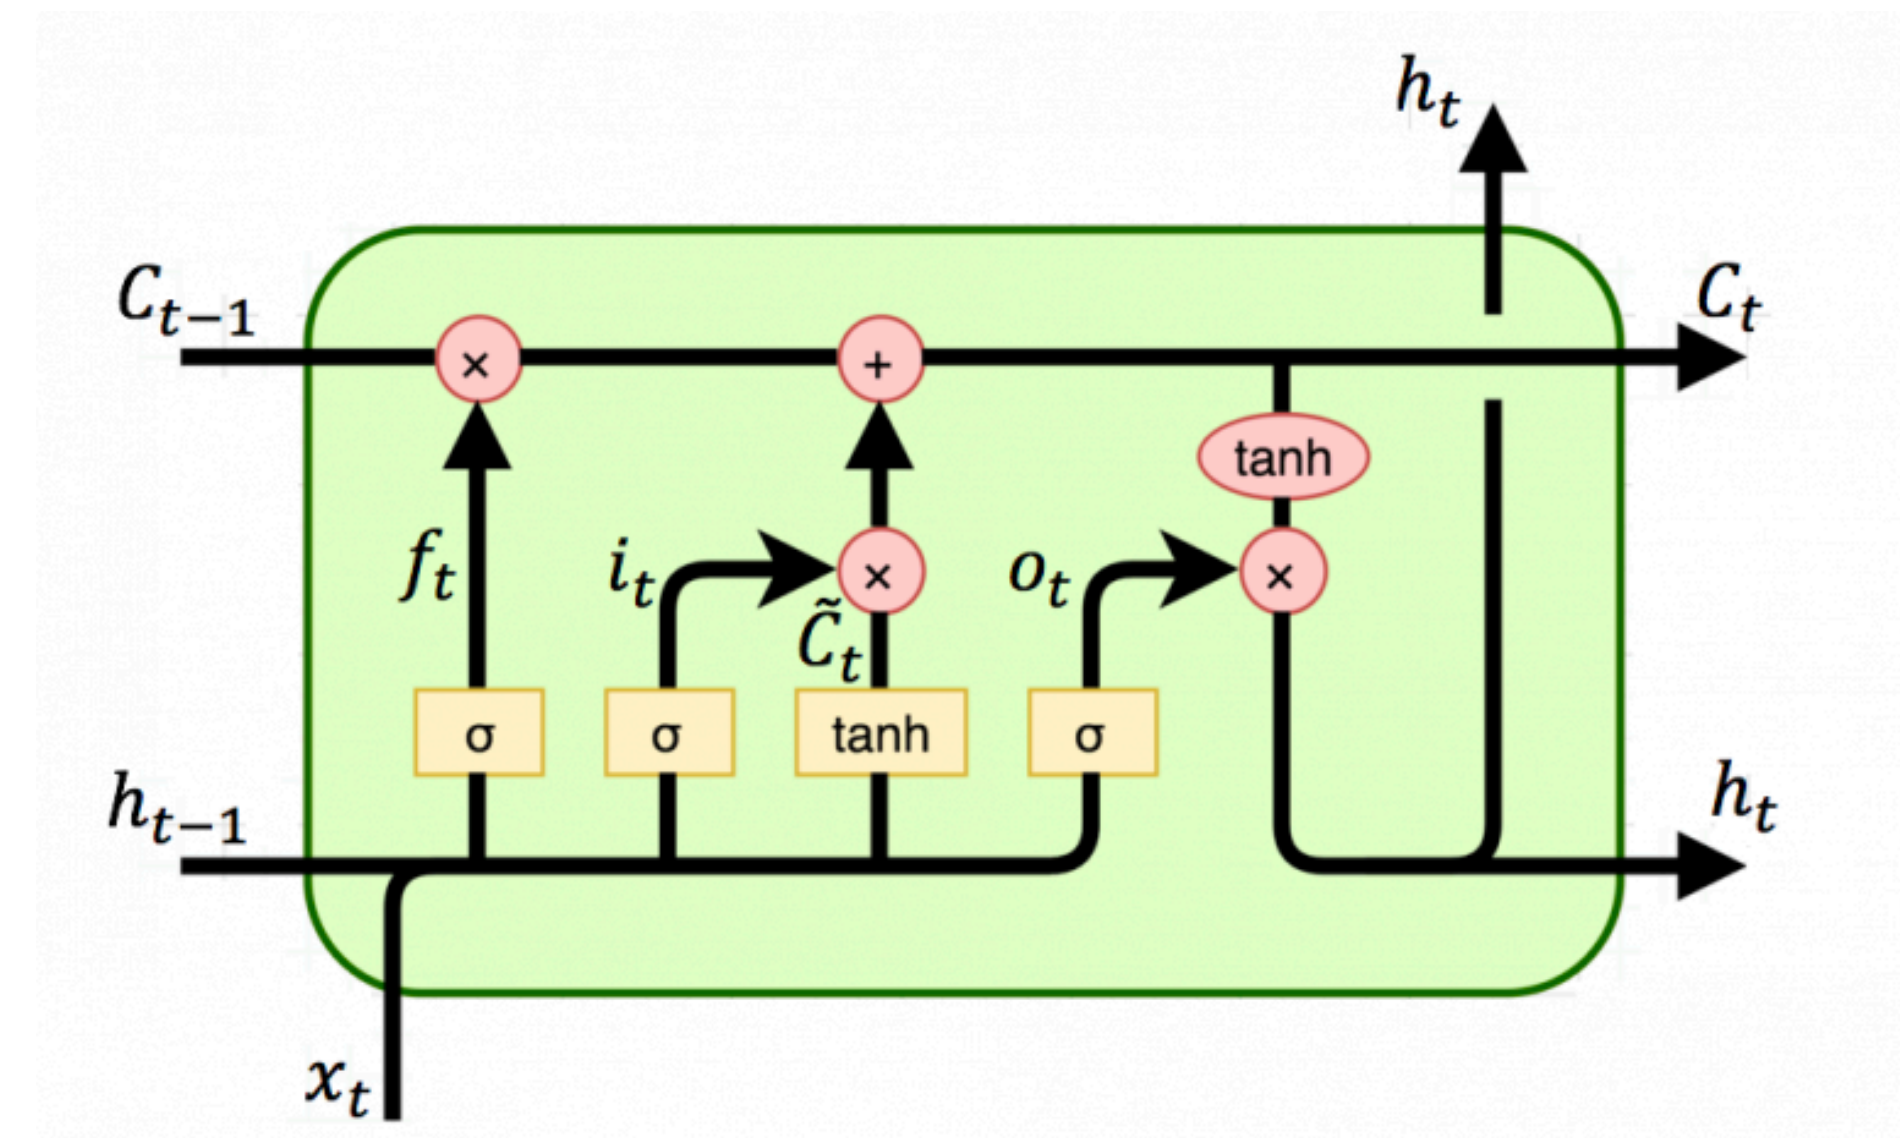 h_t
C_{t-1}
C_t
×
+
tanh
f_t
i_t
×
o_t
×
C̃_t
σ
σ
tanh
σ
h_{t-1}
h_t
x_t